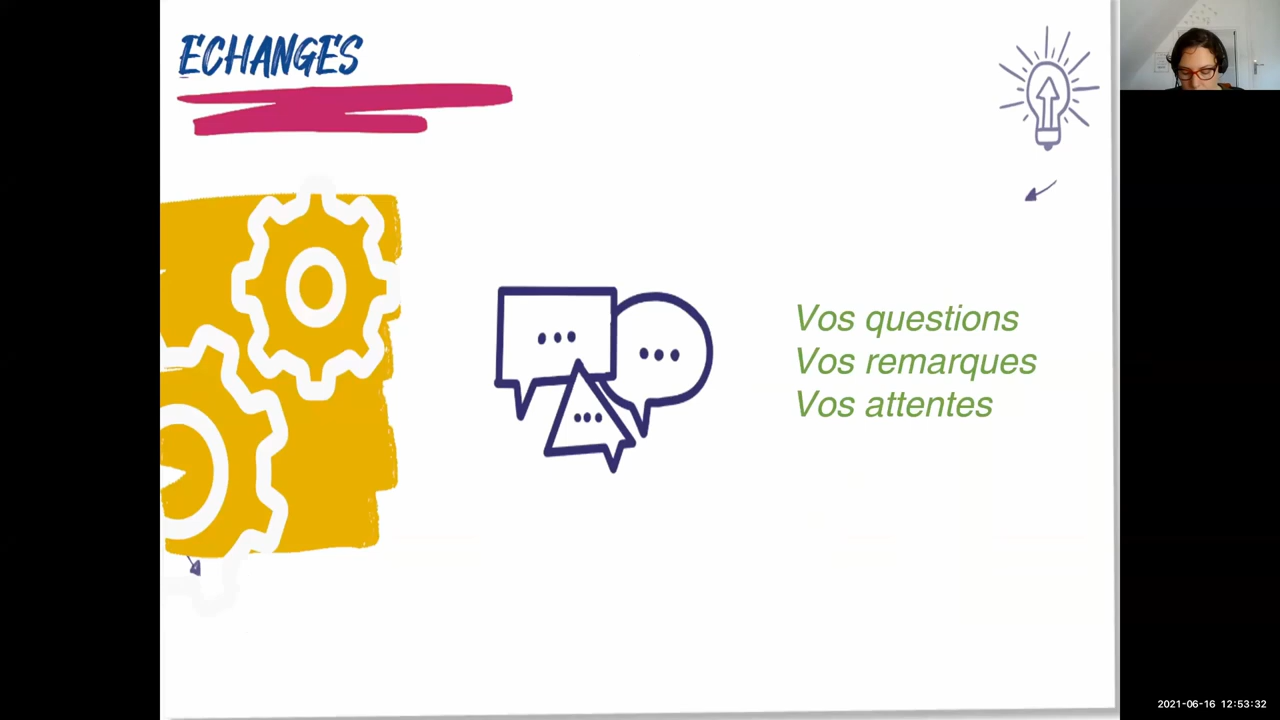 ECHANGES
Vos questions
Vos remarques
Vos attentes
2021-06-16 12:53:32